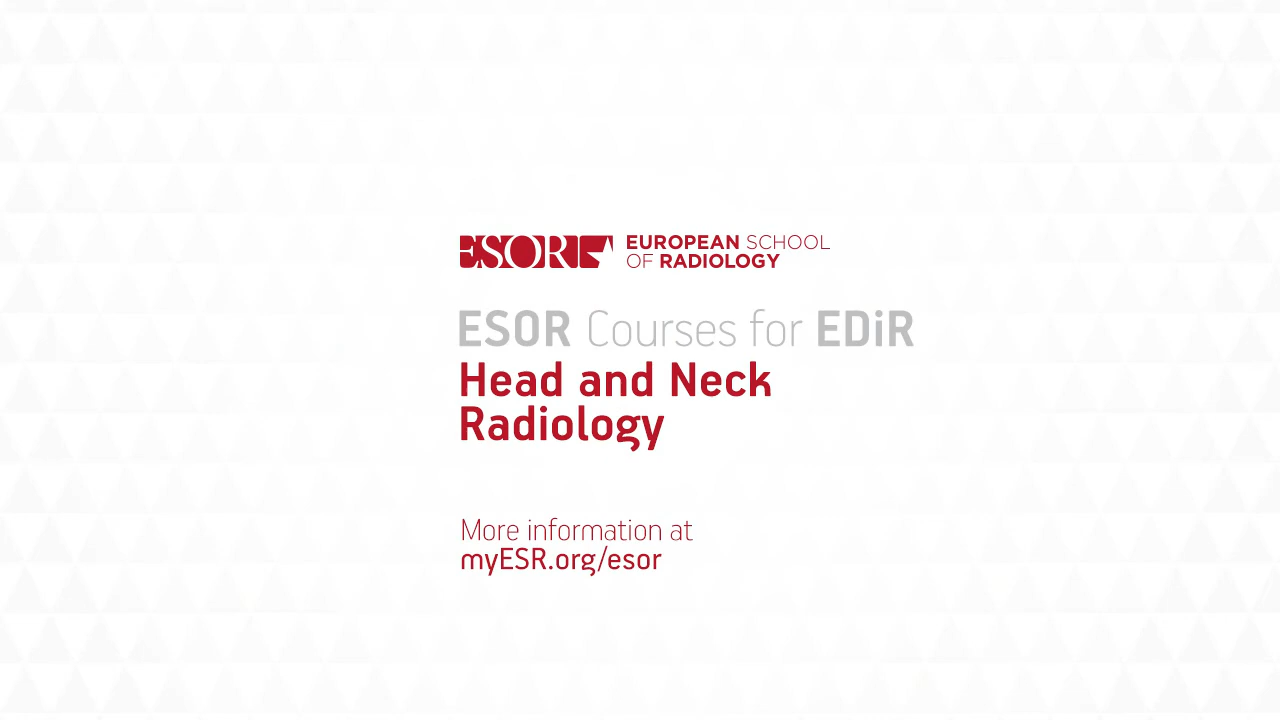 ESOR EUROPEAN SCHOOL
OF RADIOLOGY
ESOR Courses for EDiR
Head and Neck
Radiology
More information at
myESR.org/esor